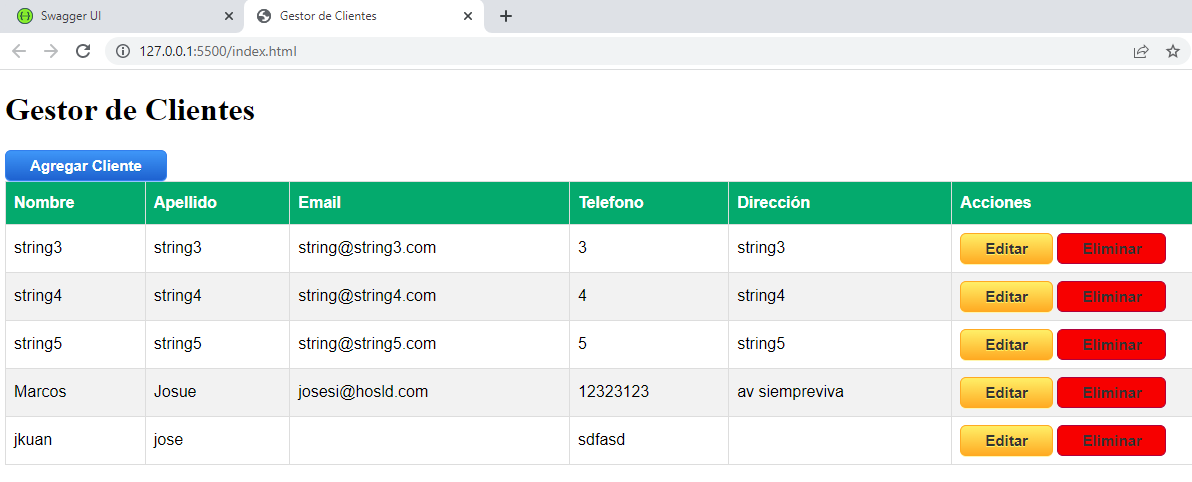 Swagger UI
Gestor de Clientes
127.0.0.1:5500/index.html
Gestor de Clientes
Agregar Cliente
Nombre Apellido Email Telefono Dirección Acciones
string3 string3 string@string3.com 3 string3 Editar Eliminar
string4 string4 string@string4.com 4 string4 Editar Eliminar
string5 string5 string@string5.com 5 string5 Editar Eliminar
Marcos Josue josesi@hosld.com 12323123 av siempreviva Editar Eliminar
jkuan jose sdfasd Editar Eliminar